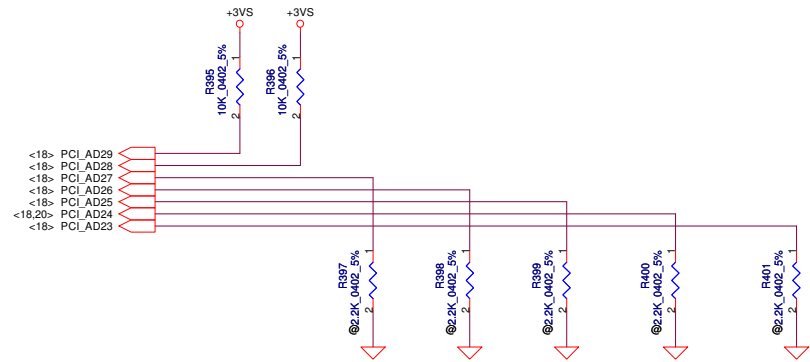 +3VS
+3VS
1
R395
10K_0402_5%
2
1
R396
10K_0402_5%
2
<18> PCI_AD29
<18> PCI_AD28
<18> PCI_AD27
<18> PCI_AD26
<18> PCI_AD25
<18,20> PCI_AD24
<18> PCI_AD23
1
R397
@2.2K_0402_5%
2
1
R398
@2.2K_0402_5%
2
1
R399
@2.2K_0402_5%
2
1
R400
@2.2K_0402_5%
2
1
R401
@2.2K_0402_5%
2